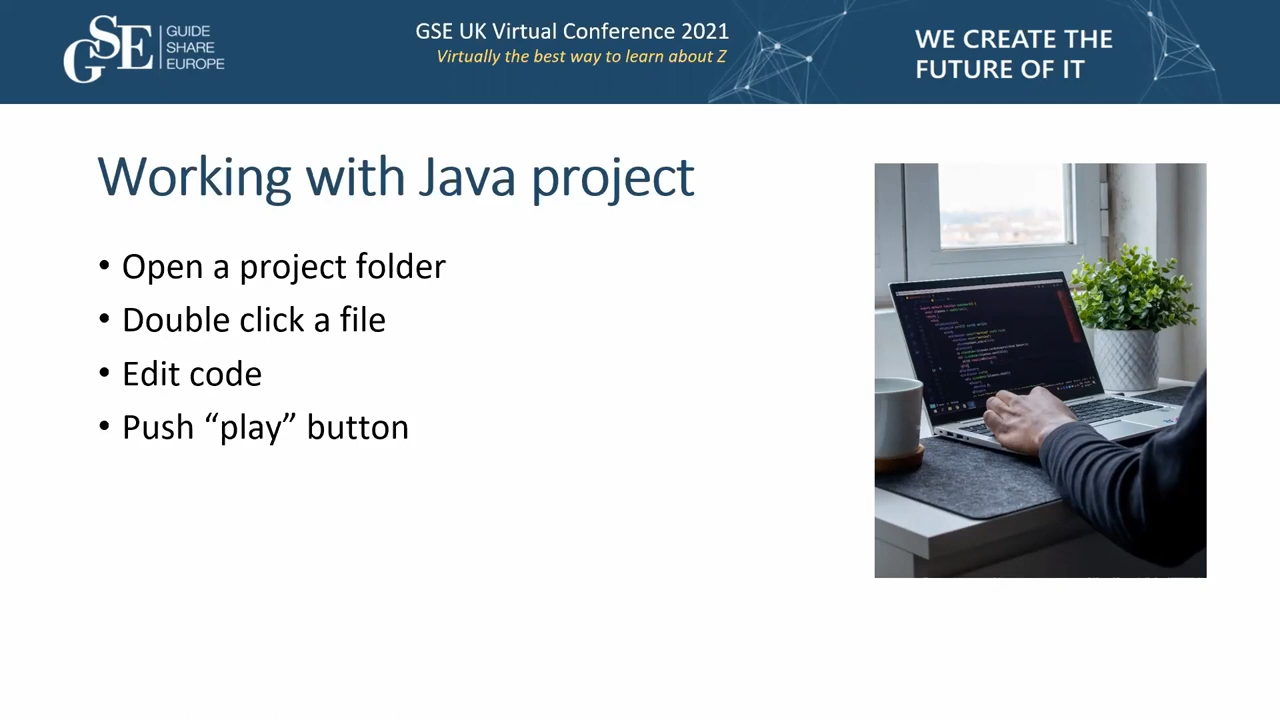 GSE
GUIDE
SHARE
EUROPE
GSE UK Virtual Conference 2021
Virtually the best way to learn about Z
WE CREATE THE
FUTURE OF IT
Working with Java project
• Open a project folder
• Double click a file
• Edit code
• Push “play” button